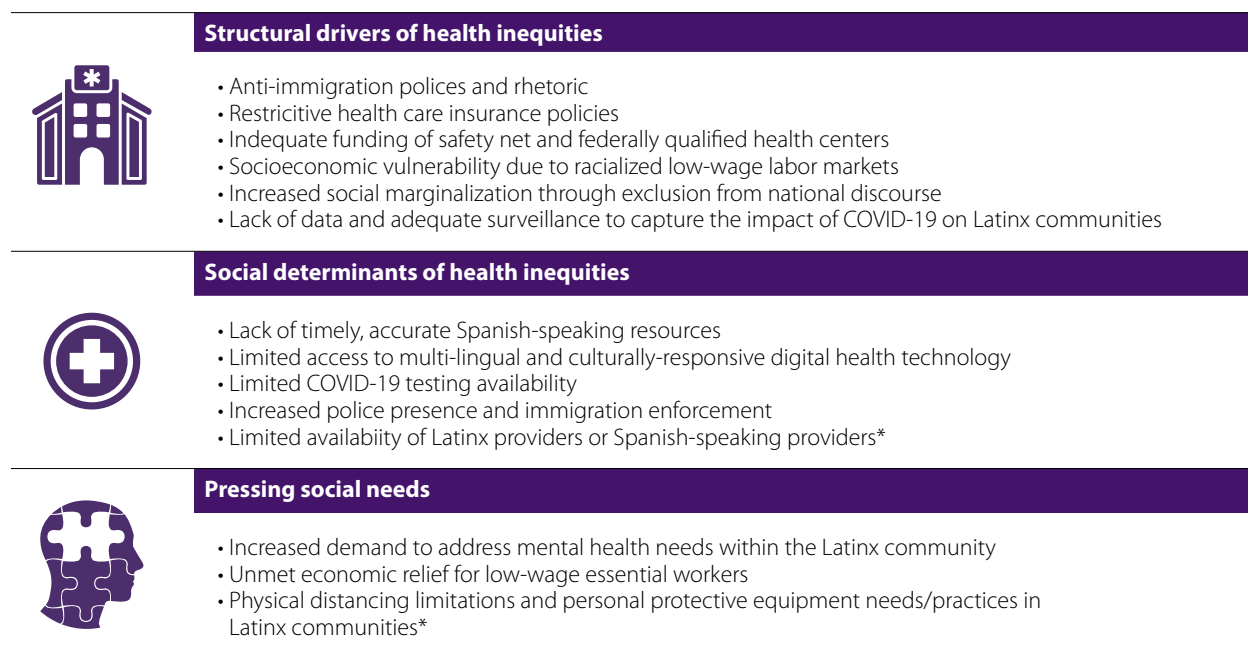 Structural drivers of health inequities
• Anti-immigration polices and rhetoric
• Restricitive health care insurance policies
• Indequate funding of safety net and federally qualified health centers
• Socioeconomic vulnerability due to racialized low-wage labor markets
• Increased social marginalization through exclusion from national discourse
• Lack of data and adequate surveillance to capture the impact of COVID-19 on Latinx communities
Social determinants of health inequities
• Lack of timely, accurate Spanish-speaking resources
• Limited access to multi-lingual and culturally-responsive digital health technology
• Limited COVID-19 testing availability
• Increased police presence and immigration enforcement
• Limited availabiity of Latinx providers or Spanish-speaking providers*
Pressing social needs
• Increased demand to address mental health needs within the Latinx community
• Unmet economic relief for low-wage essential workers
• Physical distancing limitations and personal protective equipment needs/practices in
Latinx communities*